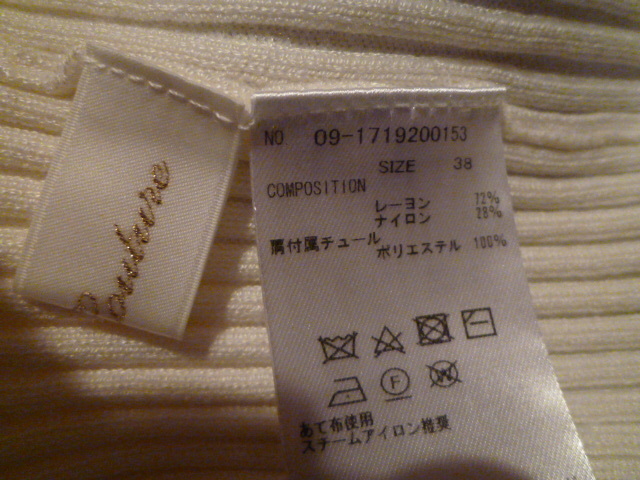 Couture
NO 09-1719200153
SIZE 38
COMPOSITION
レーヨン 72%
ナイロン 28%
肩付属チュール
ポリエステル 100%
F
W
あて布使用
スチームアイロン推奨